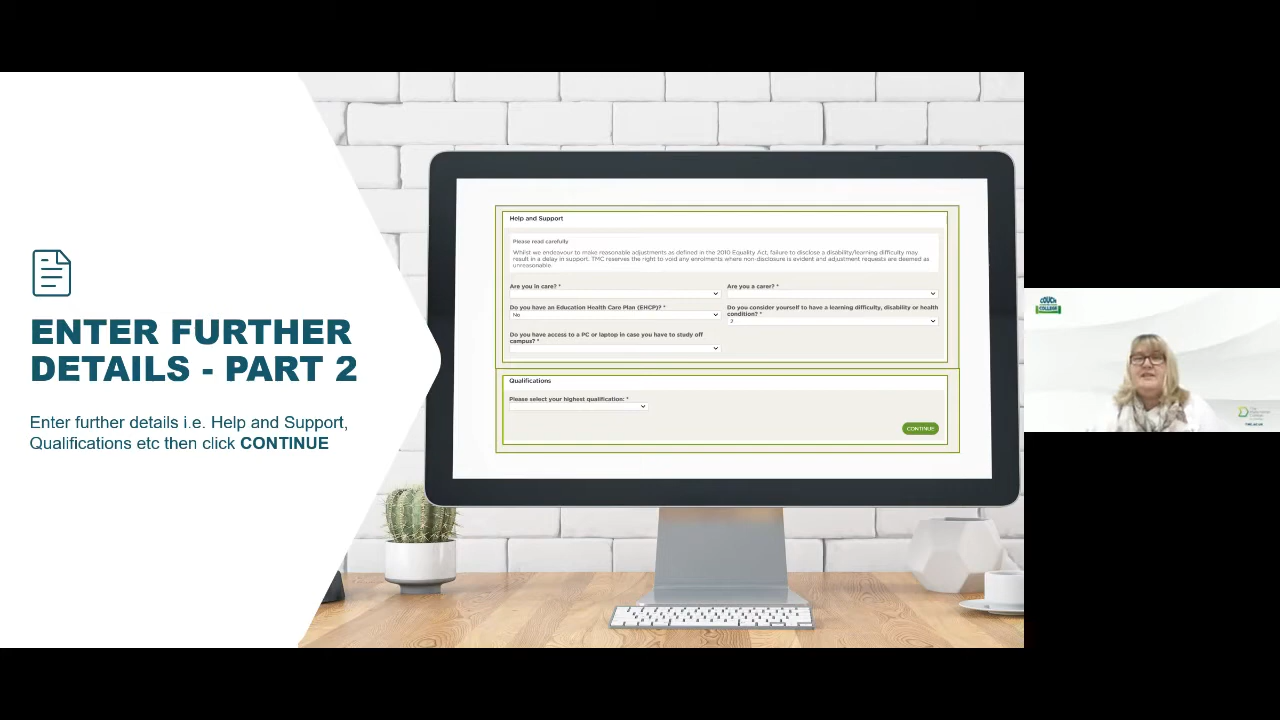 ENTER FURTHER
DETAILS - PART 2
Enter further details i.e. Help and Support,
Qualifications etc then click CONTINUE
Help and Support
Please read carefully
Whilst we endeavour to make reasonable adjustments as defined in the 2010 Equality Act, failure to disclose a disability/learning difficulty may
result in a delay in support. TMC reserves the right to void any enrolments where non-disclosure is evident and adjustment requests are deemed as
unreasonable.
Are you in care? *
Are you a carer? *
Do you have an Education Health Care Plan (EHCP)? *
No
Do you consider yourself to have a learning difficulty, disability or health
condition? *
Do you have access to a PC or laptop in case you have to study off
campus? *
Qualifications
Please select your highest qualification: *
CONTINUE
COUCH
COLLEGE